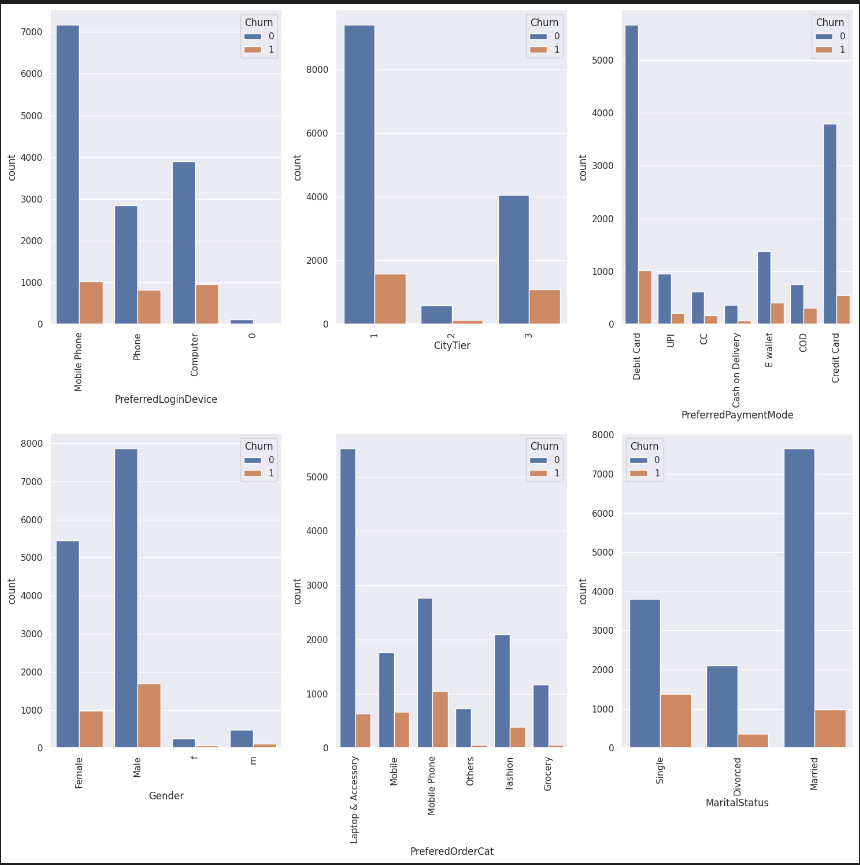 Churn
0
1
7000
6000
5000
4000
3000
2000
1000
0
count
Mobile Phone
Phone
Computer
0
PreferredLoginDevice
Churn
0
1
8000
6000
4000
2000
0
count
1
2
3
CityTier
Churn
0
1
5000
4000
3000
2000
1000
0
count
Debit Card
UPI
CC
Cash on Delivery
E wallet
COD
Credit Card
PreferredPaymentMode
Churn
0
1
8000
7000
6000
5000
4000
3000
2000
1000
0
count
Female
Male
f
m
Gender
Churn
0
1
5000
4000
3000
2000
1000
0
count
Laptop & Accessory
Mobile
Mobile Phone
Others
Fashion
Grocery
PreferedOrderCat
Churn
0
1
8000
7000
6000
5000
4000
3000
2000
1000
0
count
Single
Divorced
Married
MaritalStatus